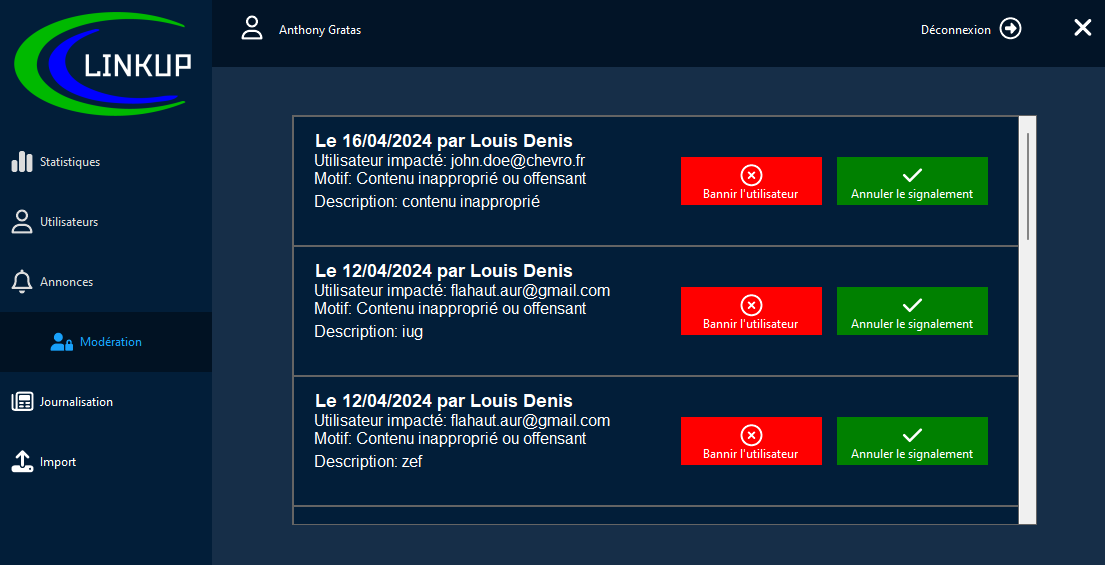 LINKUP
Anthony Gratas
Déconnexion
Statistiques
Utilisateurs
Annonces
Modération
Journalisation
Import
Le 16/04/2024 par Louis Denis
Utilisateur impacté: john.doe@chevro.fr
Motif: Contenu inapproprié ou offensant
Description: contenu inapproprié
Bannir l'utilisateur
Annuler le signalement
Le 12/04/2024 par Louis Denis
Utilisateur impacté: flahaut.aur@gmail.com
Motif: Contenu inapproprié ou offensant
Description: iug
Bannir l'utilisateur
Annuler le signalement
Le 12/04/2024 par Louis Denis
Utilisateur impacté: flahaut.aur@gmail.com
Motif: Contenu inapproprié ou offensant
Description: zef
Bannir l'utilisateur
Annuler le signalement